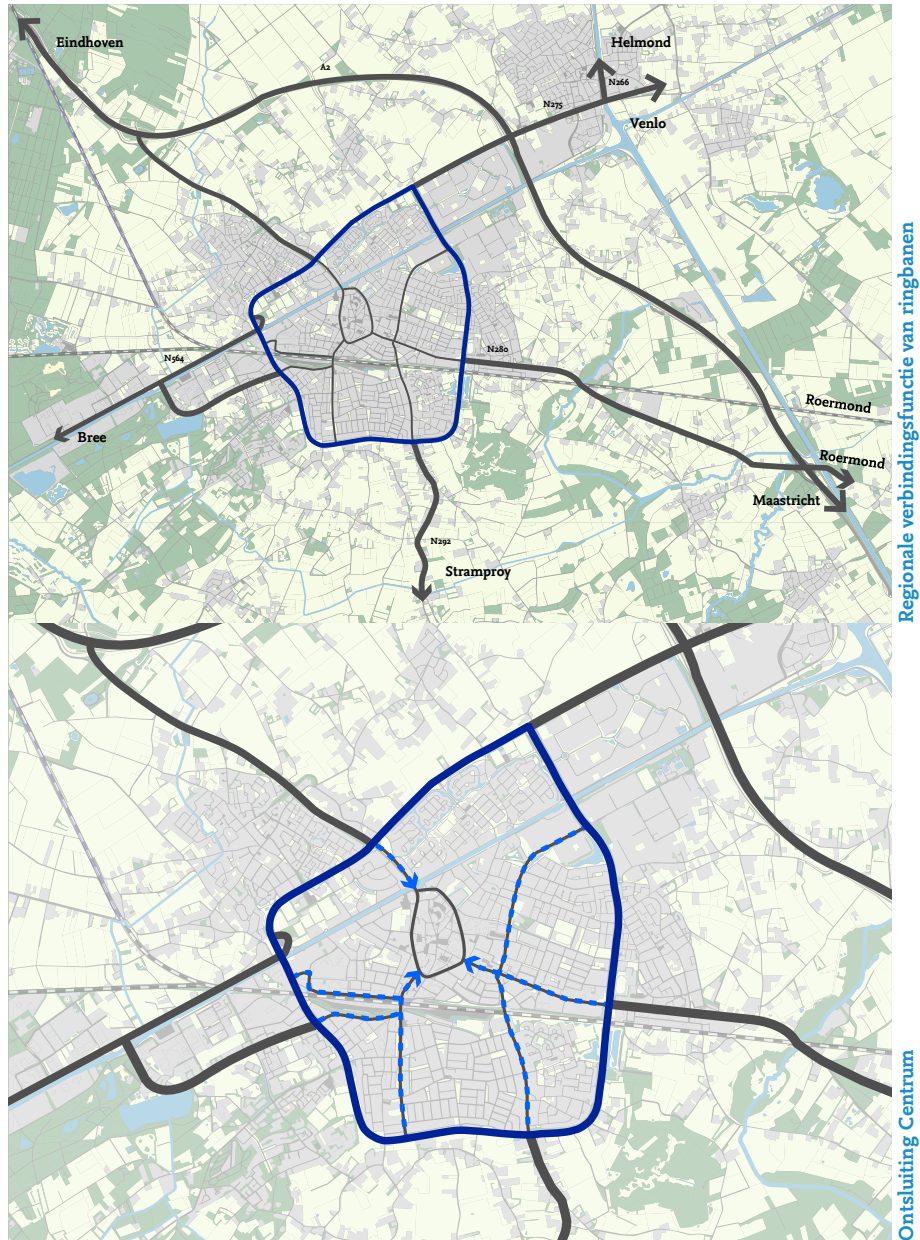 Eindhoven
Helmond
A2
N266
N275
Venlo
N280
N564
Roermond
Bree
Roermond
Maastricht
N292
Stramproy
Regionale verbindingsfunctie van ringbanen
Ontsluiting Centrum